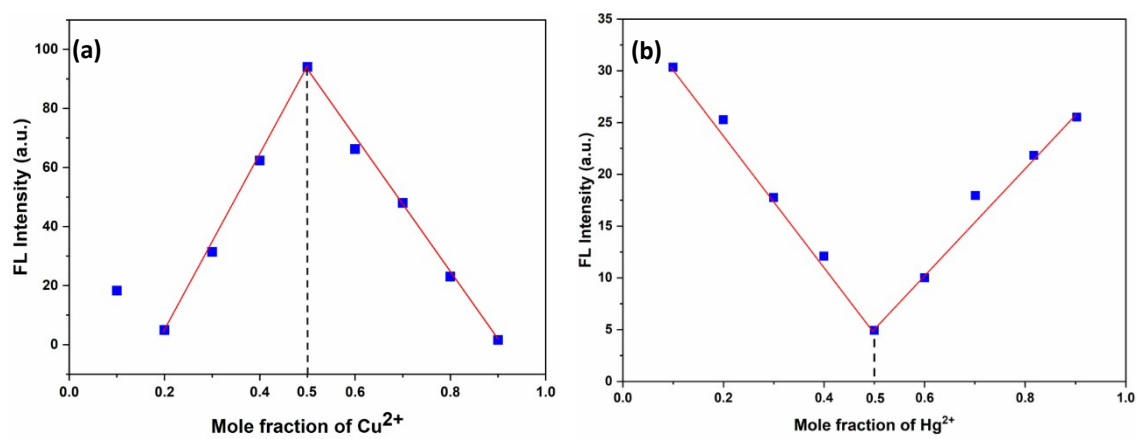 (a)
FL Intensity (a.u.)
100
80
60
40
20
0
0.0 0.2 0.4 0.5 0.6 0.8 1.0
Mole fraction of Cu²⁺
(b)
FL Intensity (a.u.)
35
30
25
20
15
10
5
0
0.0 0.2 0.4 0.5 0.6 0.8 1.0
Mole fraction of Hg²⁺